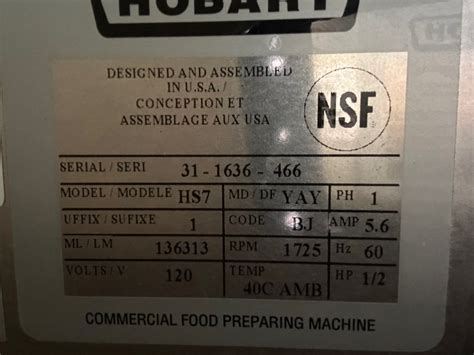 HOBART
DESIGNED AND ASSEMBLED
IN U.S.A./
CONCEPTION ET
ASSEMBLAGE AUX USA
NSF
SERIAL / SERI 31-1636-466
MODEL / MODELE HS7 MD/DF YAY PH 1
UFFIX / SUFIXE 1 CODE BJ AMP 5.6
ML / LM 136313 RPM 1725 Hz 60
VOLTS/V 120 TEMP 40C AMB HP 1/2
COMMERCIAL FOOD PREPARING MACHINE